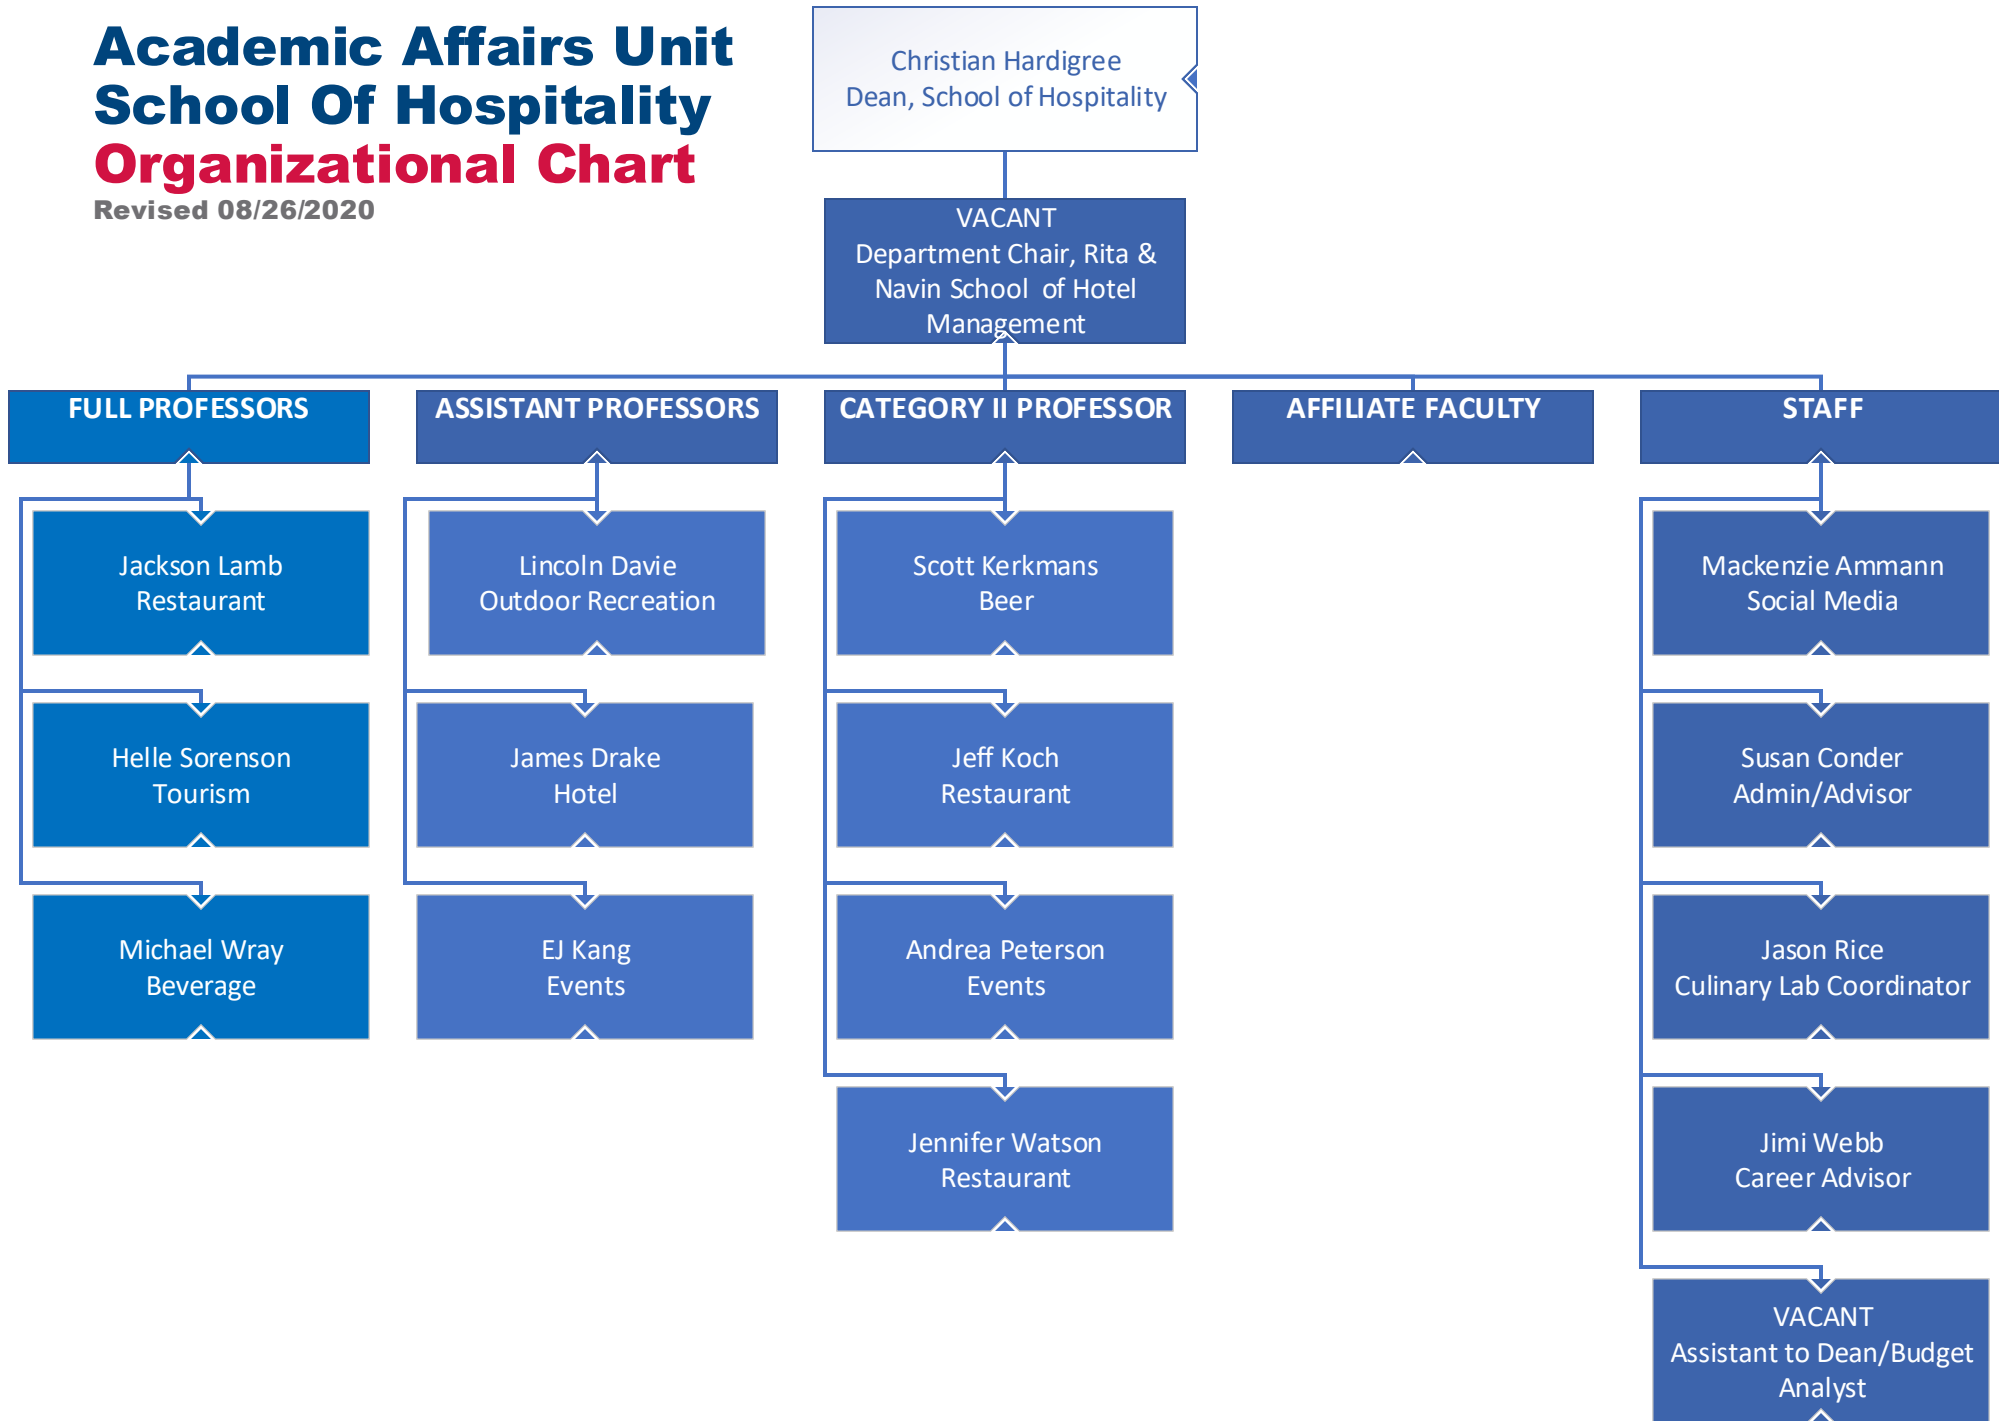 Academic Affairs Unit
School Of Hospitality
Organizational Chart
Revised 08/26/2020
Christian Hardigree
Dean, School of Hospitality
VACANT
Department Chair, Rita &
Navin School of Hotel
Management
FULL PROFESSORS
Jackson Lamb
Restaurant
Helle Sorenson
Tourism
Michael Wray
Beverage
ASSISTANT PROFESSORS
Lincoln Davie
Outdoor Recreation
James Drake
Hotel
EJ Kang
Events
CATEGORY II PROFESSOR
Scott Kerkmans
Beer
Jeff Koch
Restaurant
Andrea Peterson
Events
Jennifer Watson
Restaurant
AFFILIATE FACULTY
STAFF
Mackenzie Ammann
Social Media
Susan Conder
Admin/Advisor
Jason Rice
Culinary Lab Coordinator
Jimi Webb
Career Advisor
VACANT
Assistant to Dean/Budget
Analyst